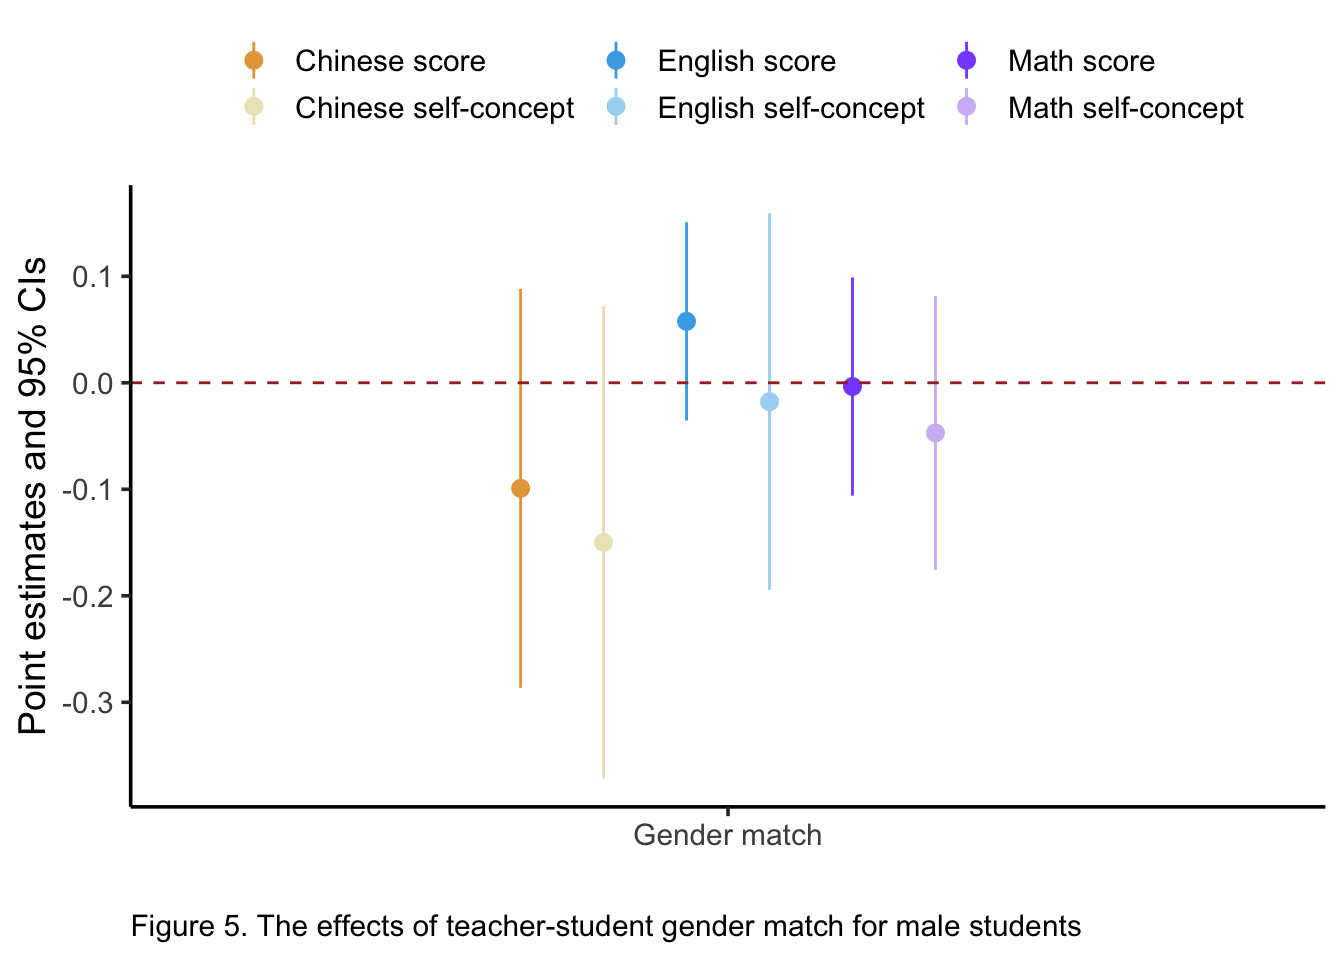 Chinese score English score Math score
Chinese self-concept English self-concept Math self-concept
Point estimates and 95% CIs
0.1
0.0
-0.1
-0.2
-0.3
Gender match
Figure 5. The effects of teacher-student gender match for male students